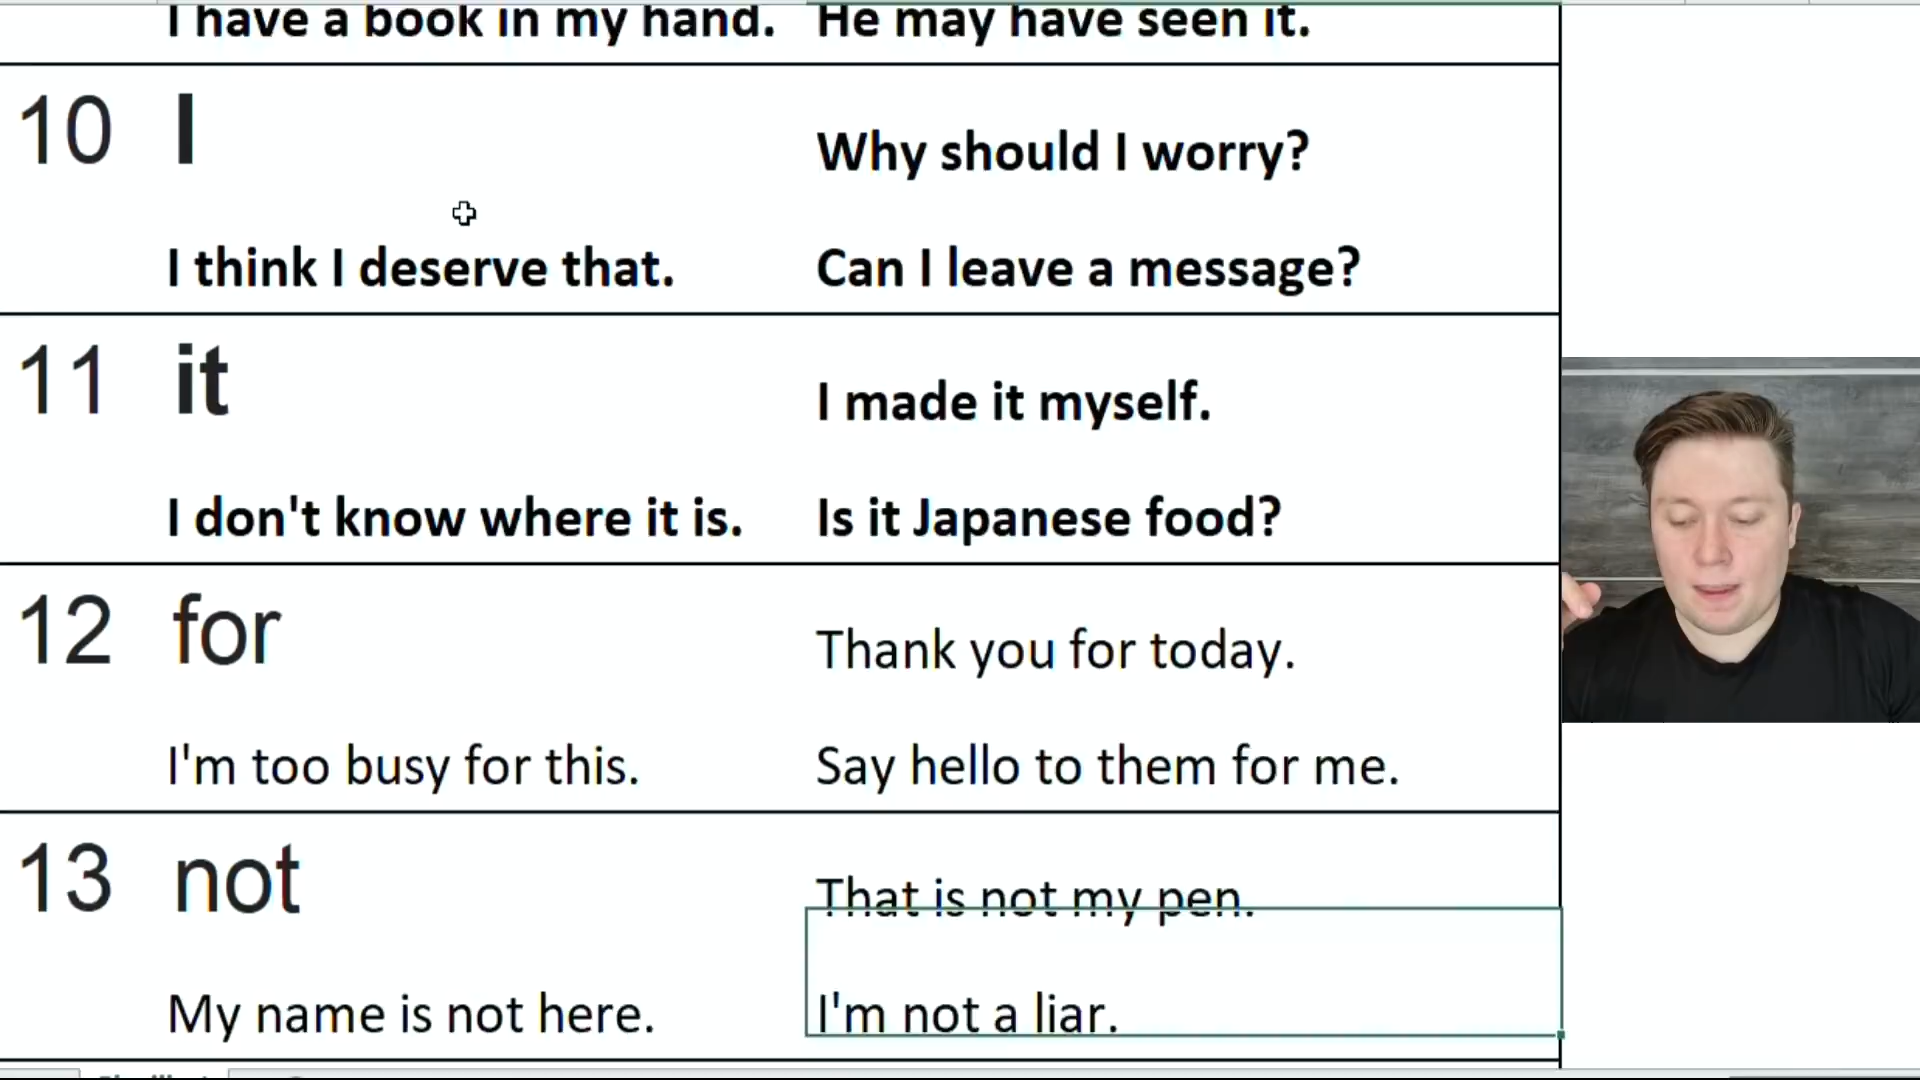 I have a book in my hand. He may have seen it.
10 I
Why should I worry?
I think I deserve that. Can I leave a message?
11 it
I made it myself.
I don't know where it is. Is it Japanese food?
12 for
Thank you for today.
I'm too busy for this. Say hello to them for me.
13 not
That is not my pen.
My name is not here. I'm not a liar.